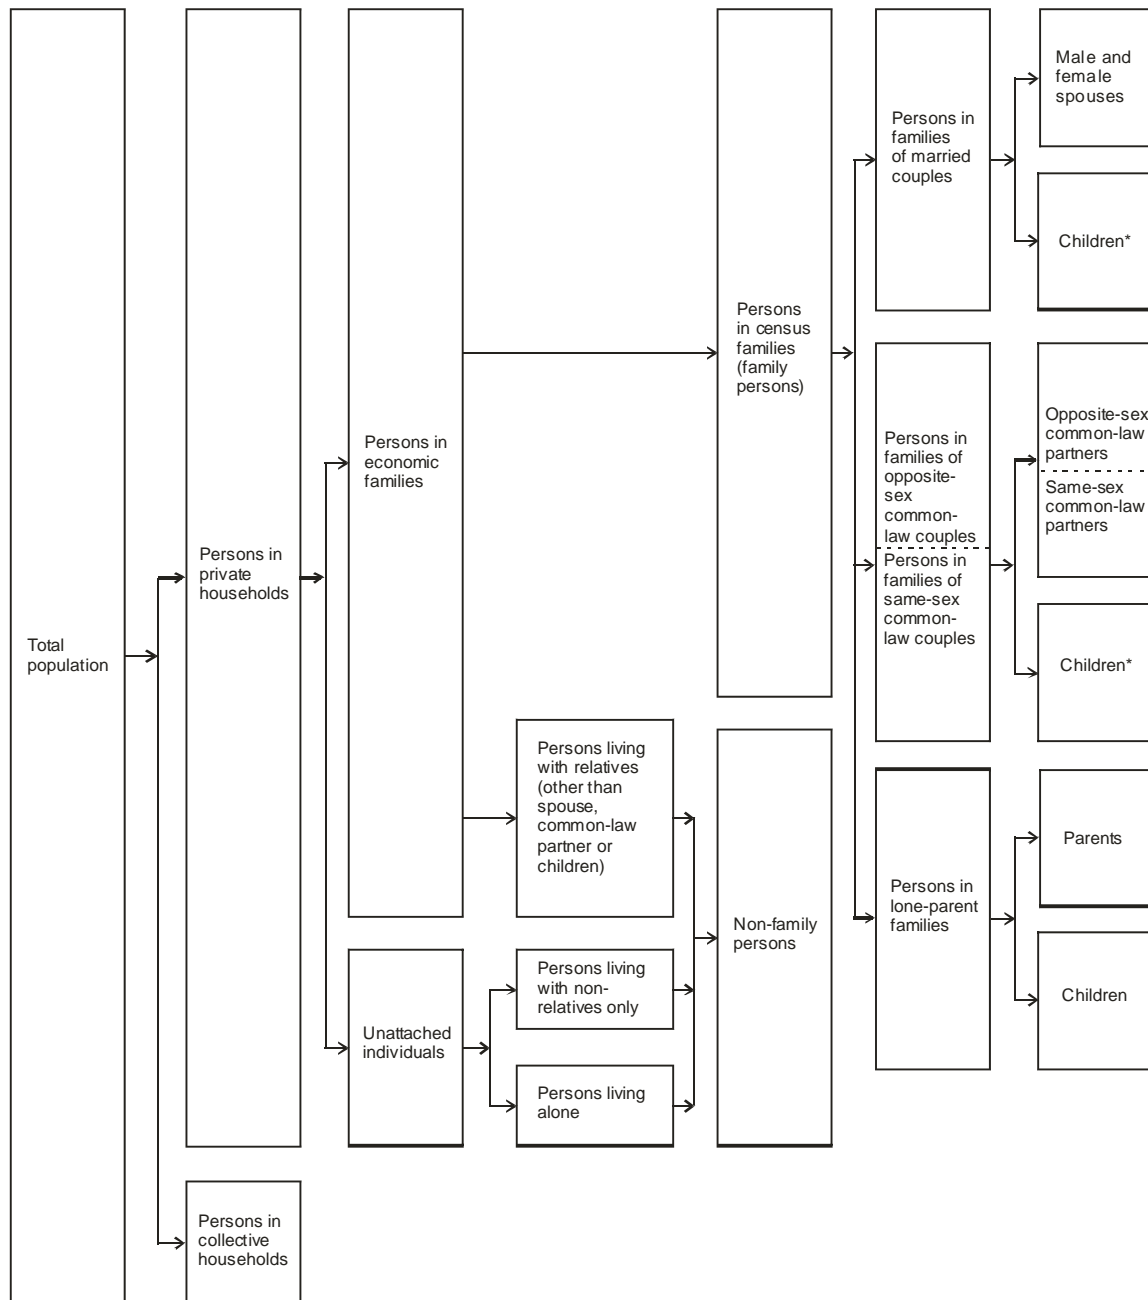 Total
population
Persons in
private
households
Persons in
collective
households
Persons in
economic
families
Unattached
individuals
Persons living
with relatives
(other than
spouse,
common-law
partner or
children)
Persons living
with non-
relatives only
Persons living
alone
Persons
in census
families
(family
persons)
Non-family
persons
Persons in
families
of married
couples
Persons in
families of
opposite-
sex
common-
law couples
Persons in
families of
same-sex
common-
law couples
Persons in
lone-parent
families
Male and
female
spouses
Children*
Opposite-sex
common-law
partners
Same-sex
common-law
partners
Children*
Parents
Children